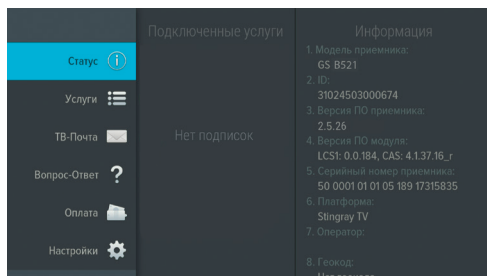 Статус
Услуги
ТВ-Почта
Вопрос-Ответ
Оплата
Настройки
Подключенные услуги
Нет подписок
Информация
1. Модель приемника:
GS B521
2. ID:
31024503000674
3. Версия ПО приемника:
2.5.26
4. Версия ПО модуля:
LCS1: 0.0.184, CAS: 4.1.37.16_r
5. Серийный номер приемника:
50 0001 01 01 05 189 17315835
6. Платформа:
Stingray TV
7. Оператор:
8. Геокод: